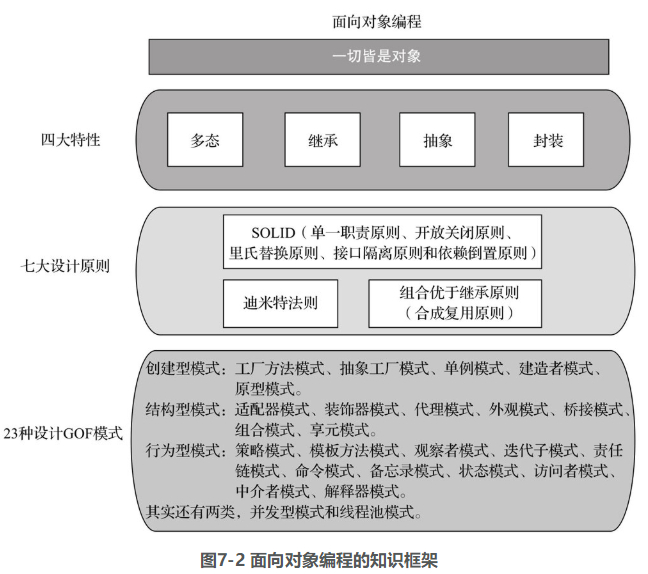 面向对象编程
一切皆是对象
四大特性
多态
继承
抽象
封装
七大设计原则
SOLID（单一职责原则、开放关闭原则、
里氏替换原则、接口隔离原则和依赖倒置原则）
迪米特法则
组合优于继承原则
（合成复用原则）
23种设计GOF模式
创建型模式：工厂方法模式、抽象工厂模式、单例模式、建造者模式、
原型模式。
结构型模式：适配器模式、装饰器模式、代理模式、外观模式、桥接模式、
组合模式、享元模式。
行为型模式：策略模式、模板方法模式、观察者模式、迭代子模式、责任
链模式、命令模式、备忘录模式、状态模式、访问者模式、
中介者模式、解释器模式。
其实还有两类，并发型模式和线程池模式。
图7-2 面向对象编程的知识框架